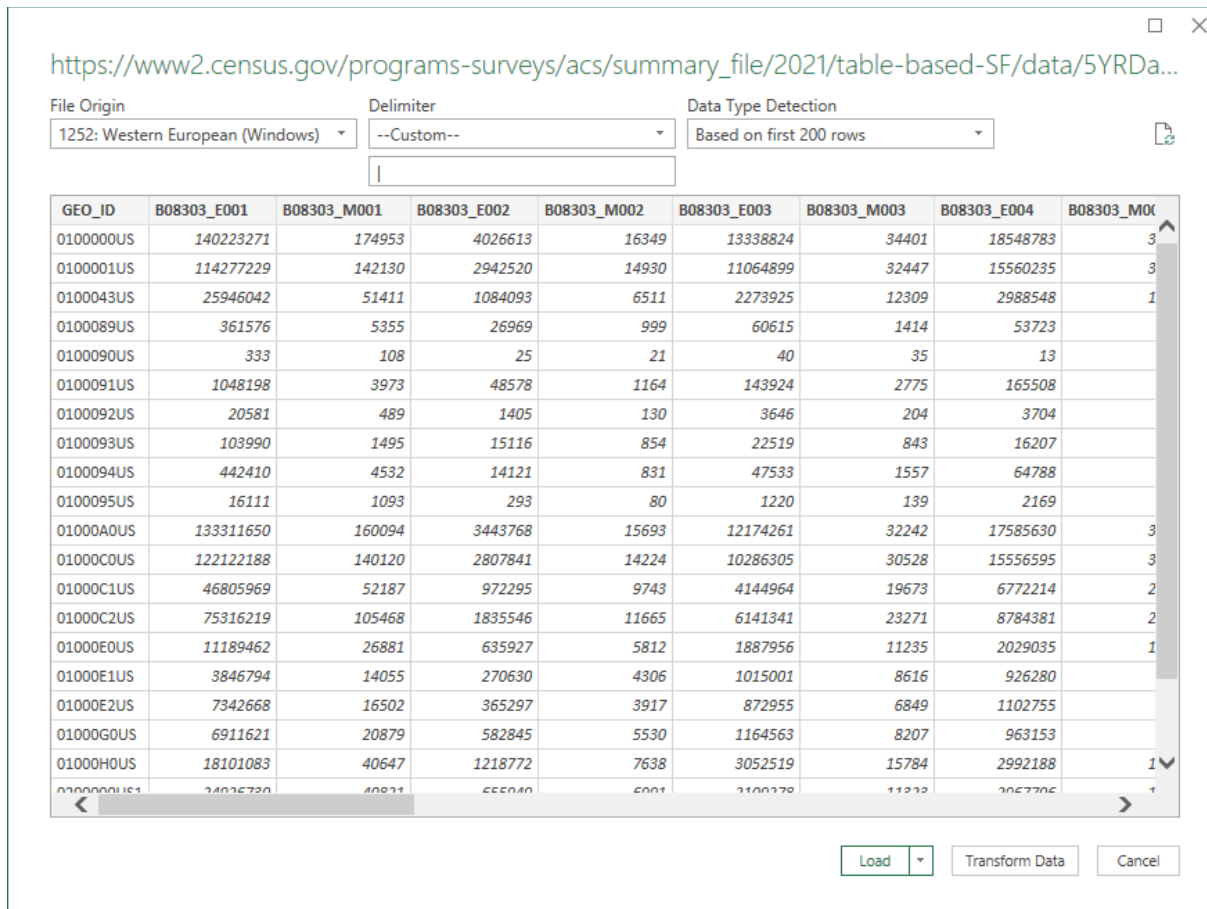 https://www2.census.gov/programs-surveys/acs/summary_file/2021/table-based-SF/data/5YRDa...
File Origin Delimiter Data Type Detection
1252: Western European (Windows) --Custom-- Based on first 200 rows
|
GEO_ID B08303_E001 B08303_M001 B08303_E002 B08303_M002 B08303_E003 B08303_M003 B08303_E004 B08303_M00
0100000US 140223271 174953 4026613 16349 13338824 34401 18548783 3
0100001US 114277229 142130 2942520 14930 11064899 32447 15560235 3
0100043US 25946042 51411 1084093 6511 2273925 12309 2988548 1
0100089US 361576 5355 26969 999 60615 1414 53723
0100090US 333 108 25 21 40 35 13
0100091US 1048198 3973 48578 1164 143924 2775 165508
0100092US 20581 489 1405 130 3646 204 3704
0100093US 103990 1495 15116 854 22519 843 16207
0100094US 442410 4532 14121 831 47533 1557 64788
0100095US 16111 1093 293 80 1220 139 2169
01000A0US 133311650 160094 3443768 15693 12174261 32242 17585630 3
01000C0US 122122188 140120 2807841 14224 10286305 30528 15556595 3
01000C1US 46805969 52187 972295 9743 4144964 19673 6772214 2
01000C2US 75316219 105468 1835546 11665 6141341 23271 8784381 2
01000E0US 11189462 26881 635927 5812 1887956 11235 2029035 1
01000E1US 3846794 14055 270630 4306 1015001 8616 926280
01000E2US 7342668 16502 365297 3917 872955 6849 1102755
01000G0US 6911621 20879 582845 5530 1164563 8207 963153
01000H0US 18101083 40647 1218772 7638 3052519 15784 2992188 1
Load Transform Data Cancel